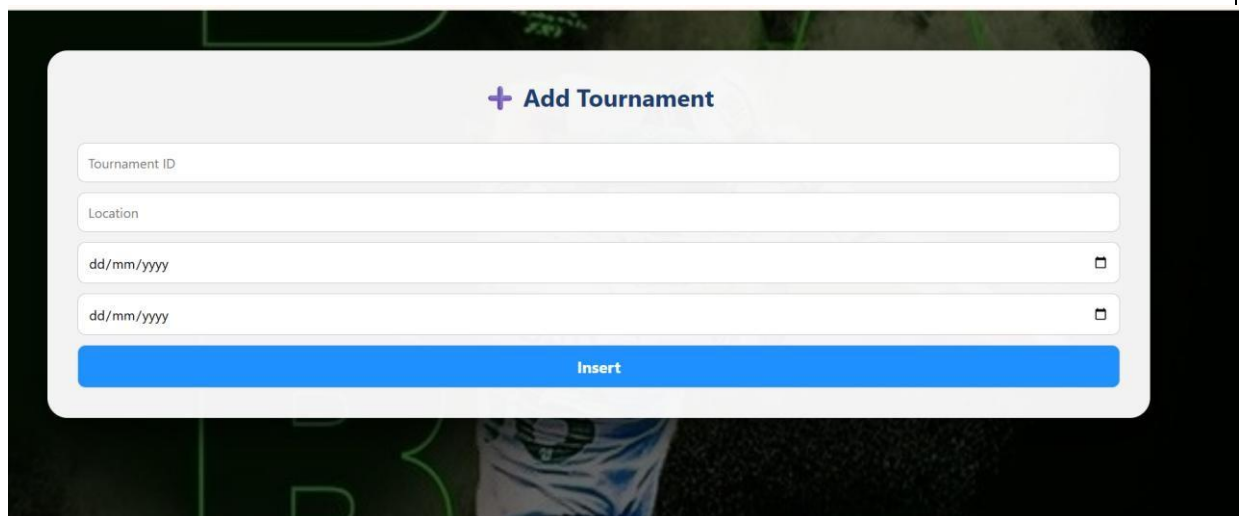 Add Tournament
Tournament ID
Location
dd/mm/yyyy
dd/mm/yyyy
Insert